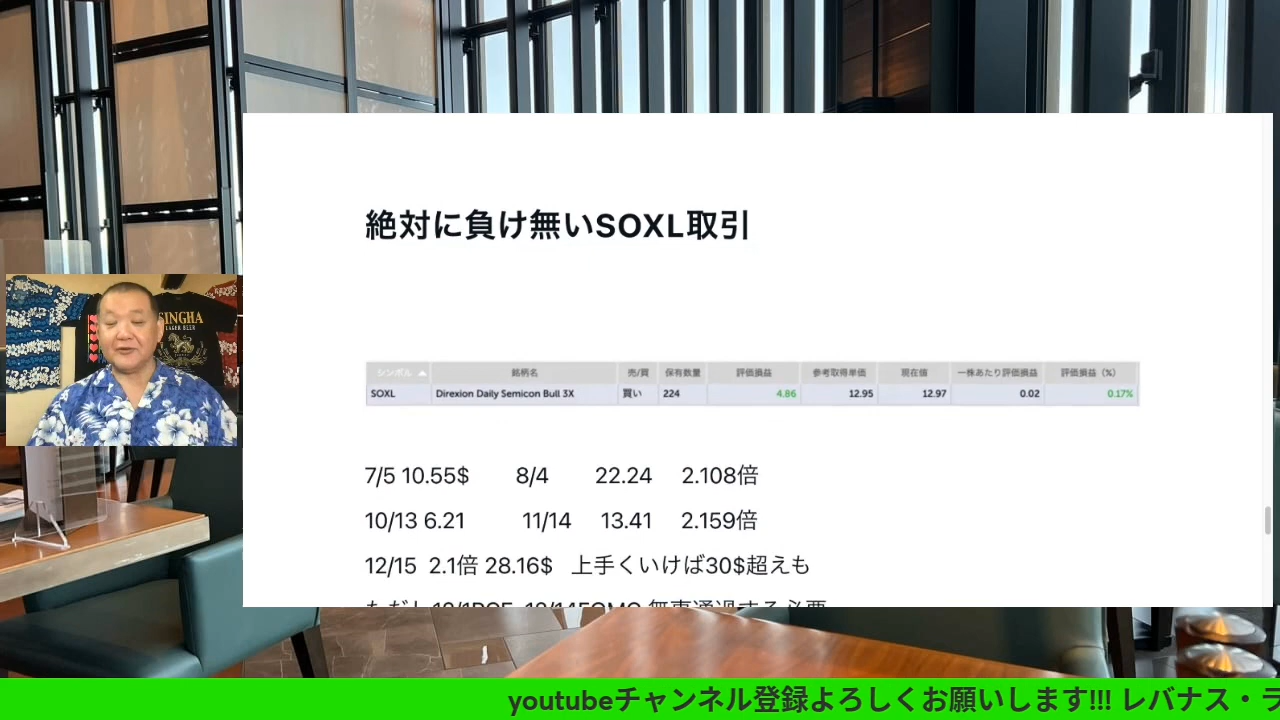 絶対に負け無いSOXL取引
シンボル 銘柄名 売/買 保有数量 評価損益 参考取得単価 現在値 一株あたり評価損益 評価損益（%）
SOXL Direxion Daily Semicon Bull 3X 買い 224 4.86 12.95 12.97 0.02 0.17%
SINGHA
LAGER BEER
7/5 10.55$ 8/4 22.24 2.108倍
10/13 6.21 11/14 13.41 2.159倍
12/15 2.1倍 28.16$ 上手くいけば30$超えも
youtubeチャンネル登録よろしくお願いします!!! レバナス・ラ